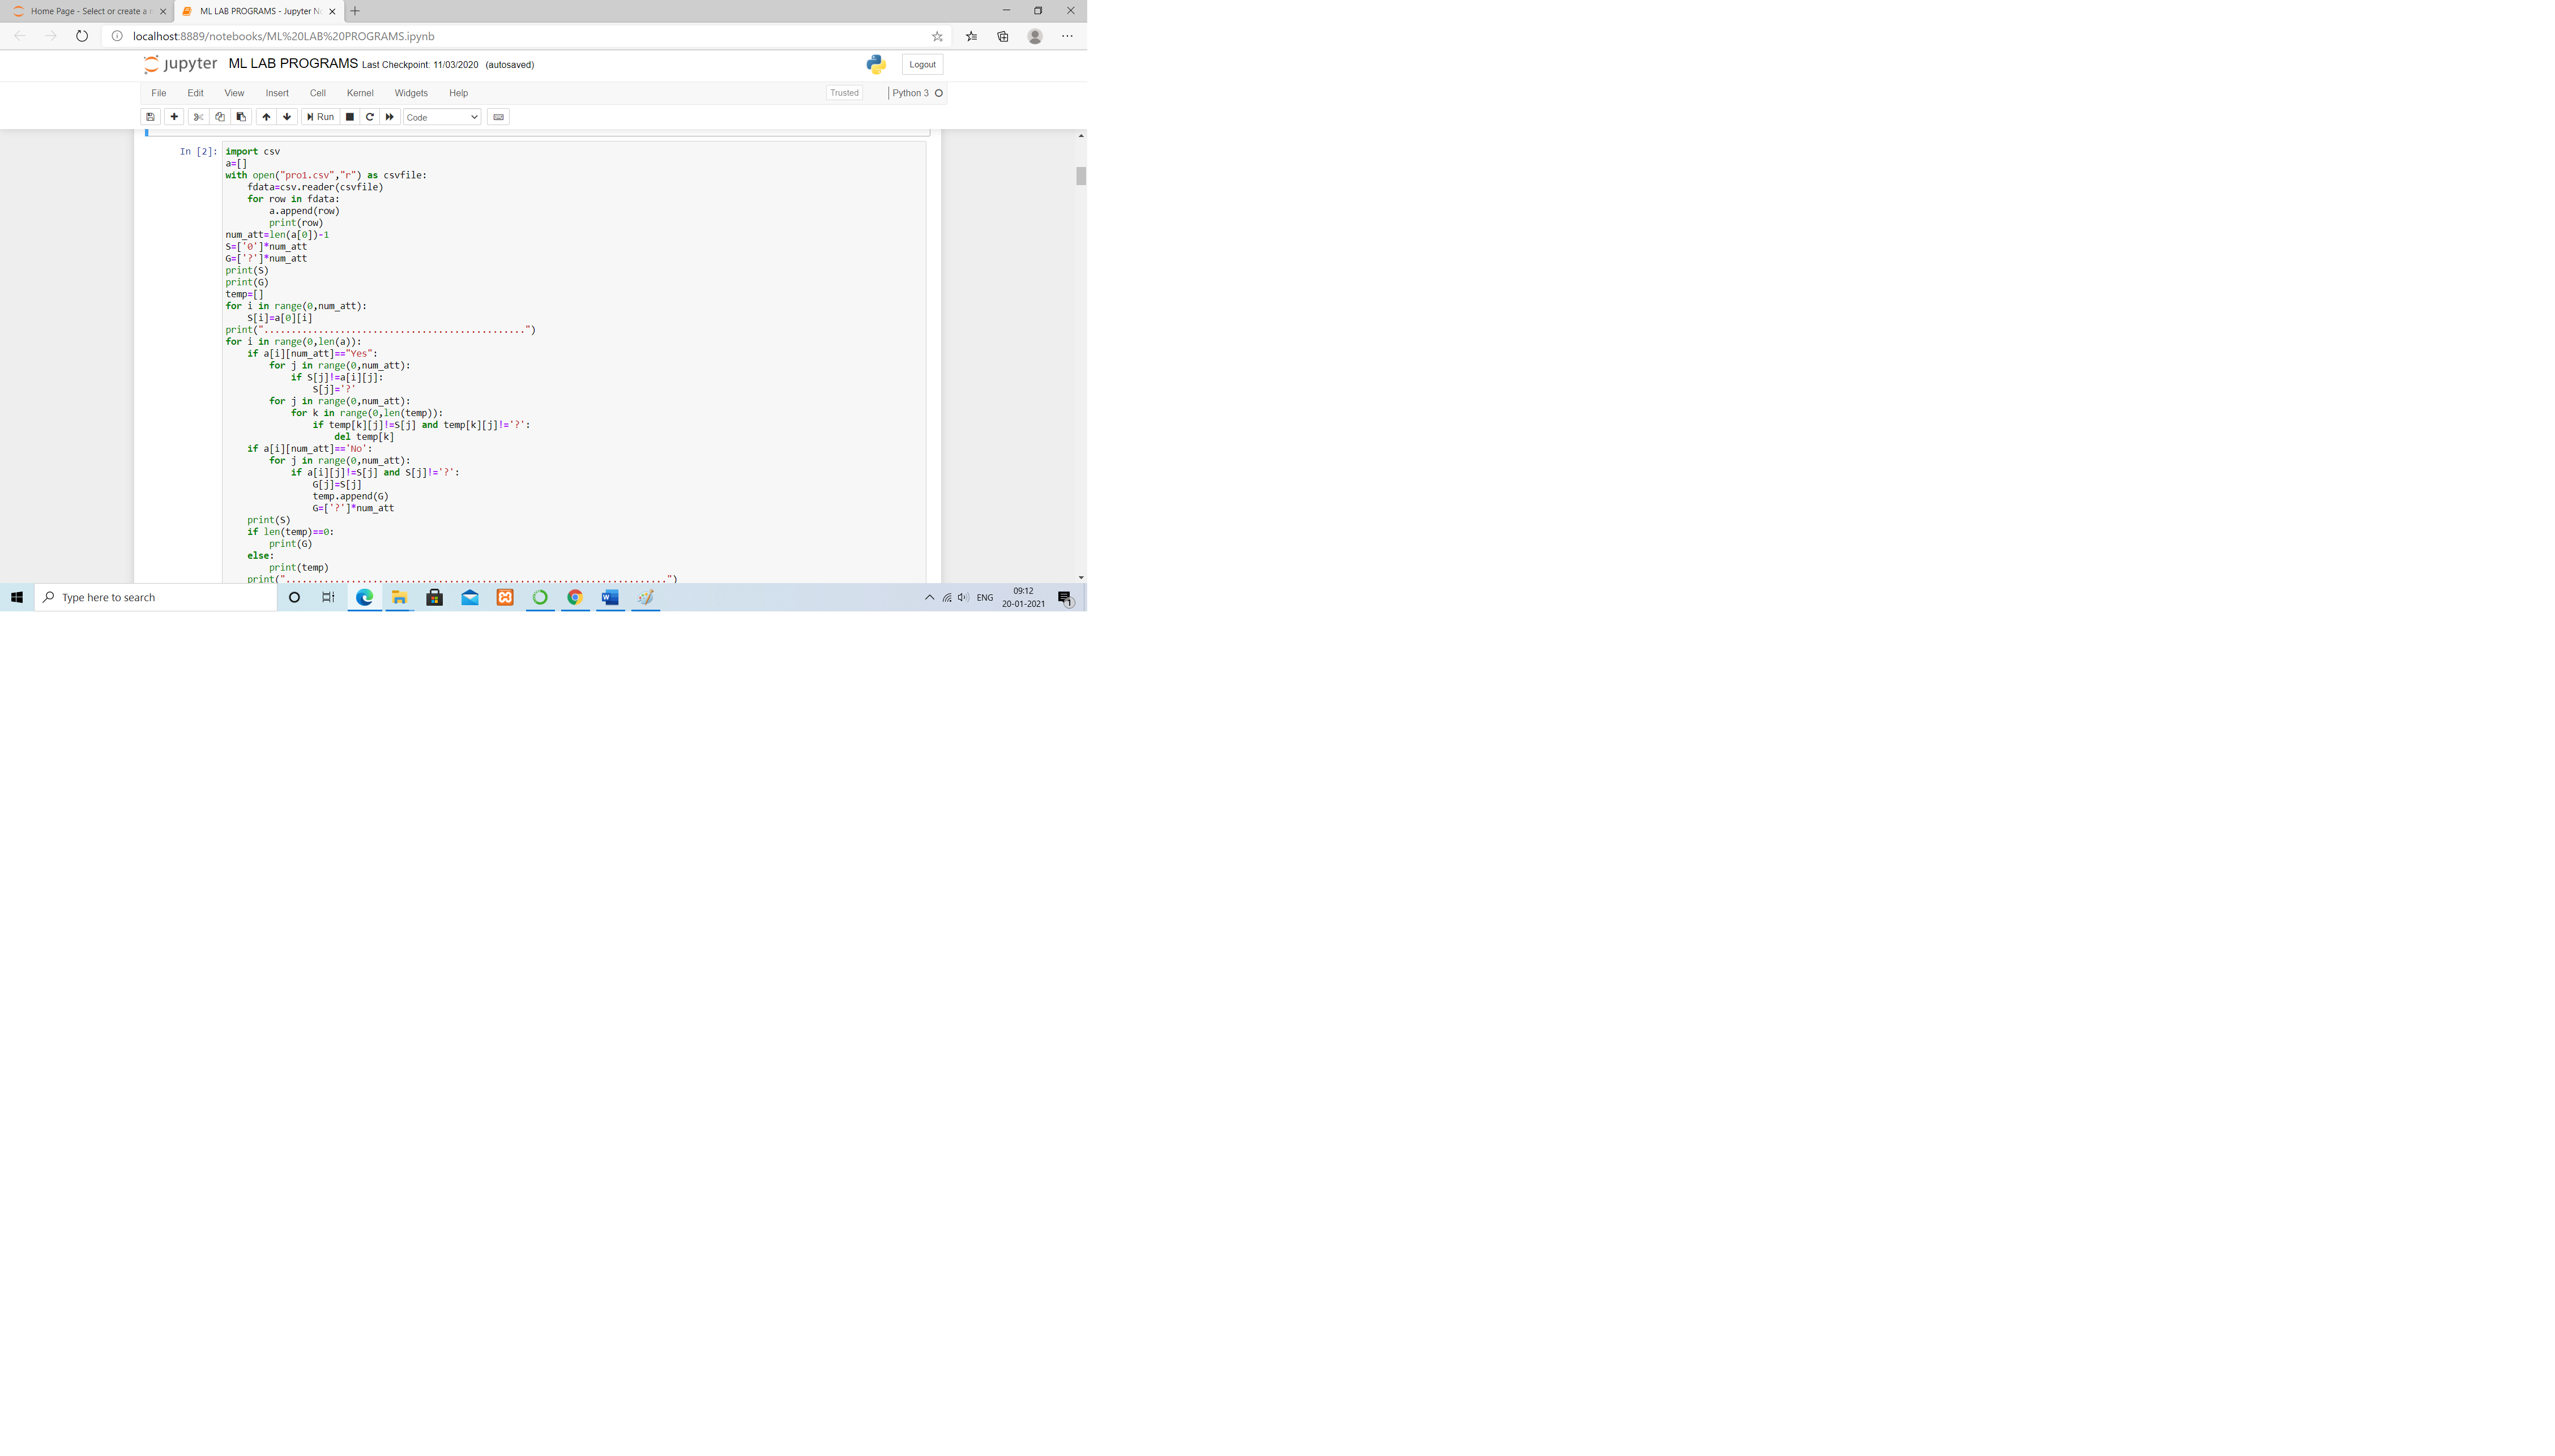 Home Page - Select or create a
ML LAB PROGRAMS - Jupyter N
localhost:8889/notebooks/ML%20LAB%20PROGRAMS.ipynb
jupyter ML LAB PROGRAMS Last Checkpoint: 11/03/2020 (autosaved)
Logout
File Edit View Insert Cell Kernel Widgets Help
Trusted
Python 3
Run
Code
In [2]:
import csv
a=[]
with open("pro1.csv","r") as csvfile:
    fdata=csv.reader(csvfile)
    for row in fdata:
        a.append(row)
        print(row)
num_att=len(a[0])-1
S=['0']*num_att
G=['?']*num_att
print(S)
print(G)
temp=[]
for i in range(0,num_att):
    S[i]=a[0][i]
print("................................................")
for i in range(0,len(a)):
    if a[i][num_att]=="Yes":
        for j in range(0,num_att):
            if S[j]!=a[i][j]:
                S[j]='?'
        for j in range(0,num_att):
            for k in range(0,len(temp)):
                if temp[k][j]!=S[j] and temp[k][j]!='?':
                    del temp[k]
    if a[i][num_att]=='No':
        for j in range(0,num_att):
            if a[i][j]!=S[j] and S[j]!='?':
                G[j]=S[j]
                temp.append(G)
                G=['?']*num_att
    print(S)
    if len(temp)==0:
        print(G)
    else:
        print(temp)
    print("......................................................................")
Type here to search
ENG
09:12
20-01-2021
1